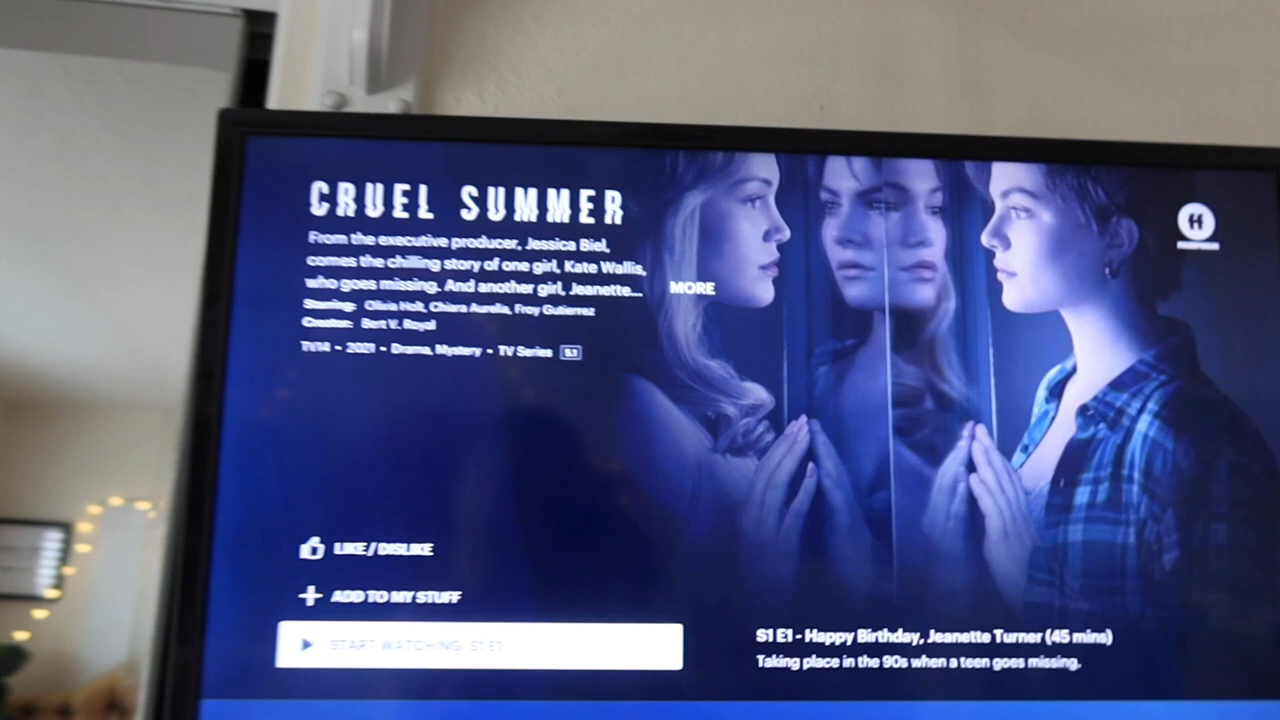 CRUEL SUMMER
From the executive producer, Jessica Biel,
comes the chilling story of one girl, Kate Wallis,
who goes missing. And another girl, Jeanette...
MORE
Starring: Olivia Holt, Chiara Aurelia, Froy Gutierrez
Creator: Bert V. Royal
TV14 • 2021 • Drama, Mystery • TV Series 5.1
LIKE / DISLIKE
ADD TO MY STUFF
START WATCHING: S1 E1
S1 E1 - Happy Birthday, Jeanette Turner (45 mins)
Taking place in the 90s when a teen goes missing.